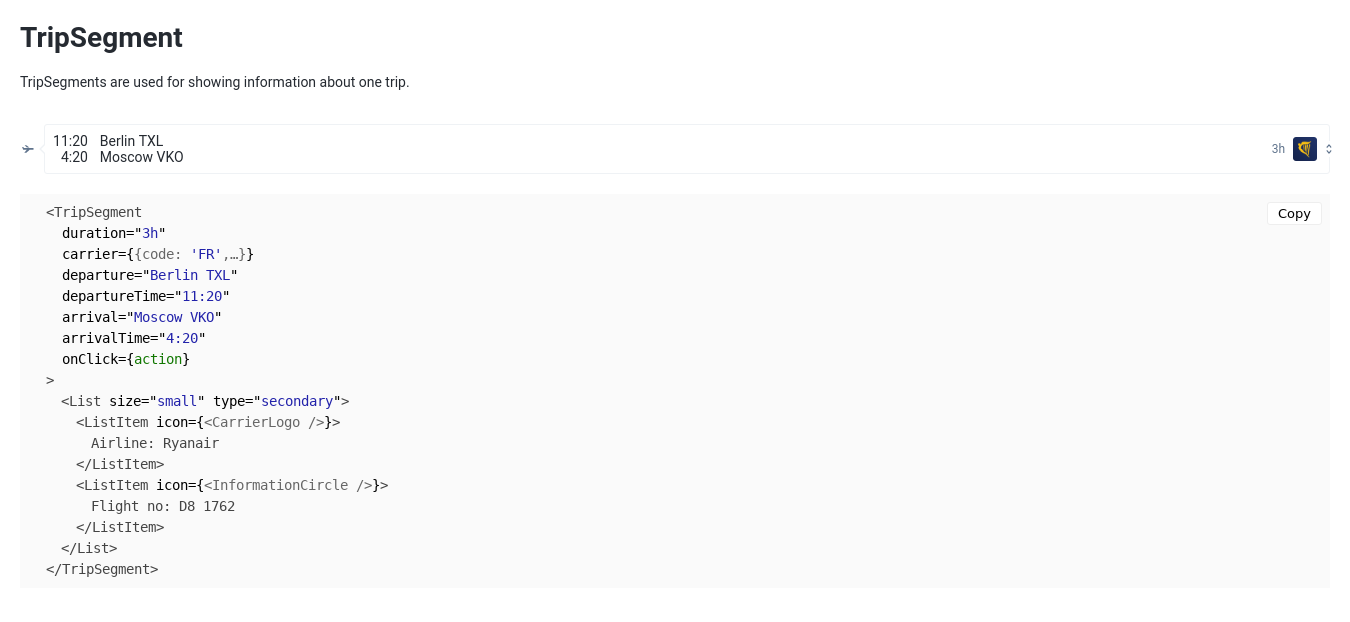 TripSegment
TripSegments are used for showing information about one trip.
11:20 Berlin TXL
4:20 Moscow VKO
3h
Copy
<TripSegment
  duration="3h"
  carrier={{code: 'FR',…}}
  departure="Berlin TXL"
  departureTime="11:20"
  arrival="Moscow VKO"
  arrivalTime="4:20"
  onClick={action}
>
  <List size="small" type="secondary">
    <ListItem icon={<CarrierLogo />}>
      Airline: Ryanair
    </ListItem>
    <ListItem icon={<InformationCircle />}>
      Flight no: D8 1762
    </ListItem>
  </List>
</TripSegment>